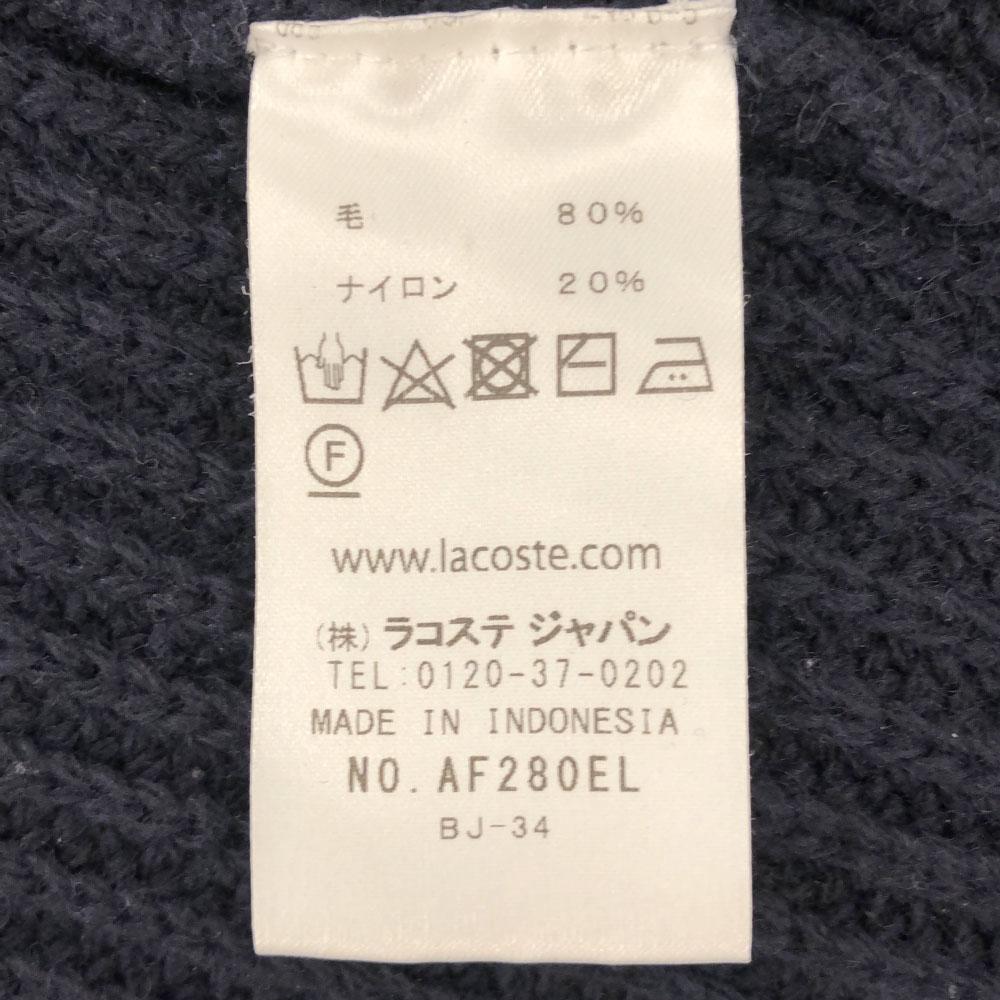 毛 80%
ナイロン 20%
F
www.lacoste.com
(株) ラコステ ジャパン
TEL:0120-37-0202
MADE IN INDONESIA
NO. AF280EL
BJ-34